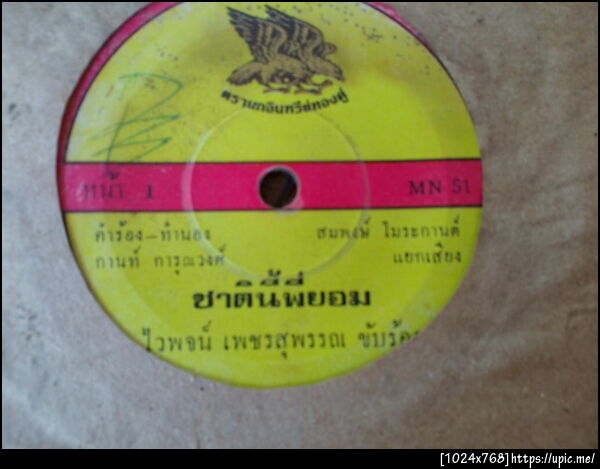 ตรานกอินทรีย์ทองคู่
หน้า 1 MN 51
คำร้อง–ทำนอง
กานท์ การุณวงศ์
สมพงษ์ โมระกานต์
แยกเสียง
ชาตินี้พี่ยอม
ไวพจน์ เพชรสุพรรณ ขับร้อง
[1024x768]https://upic.me/